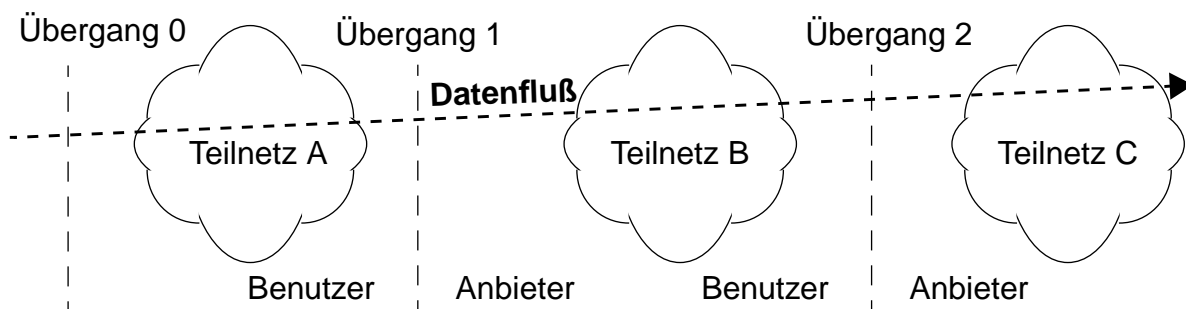 Übergang 0 Übergang 1 Übergang 2
Datenfluß
Teilnetz A Teilnetz B Teilnetz C
Benutzer Anbieter Benutzer Anbieter